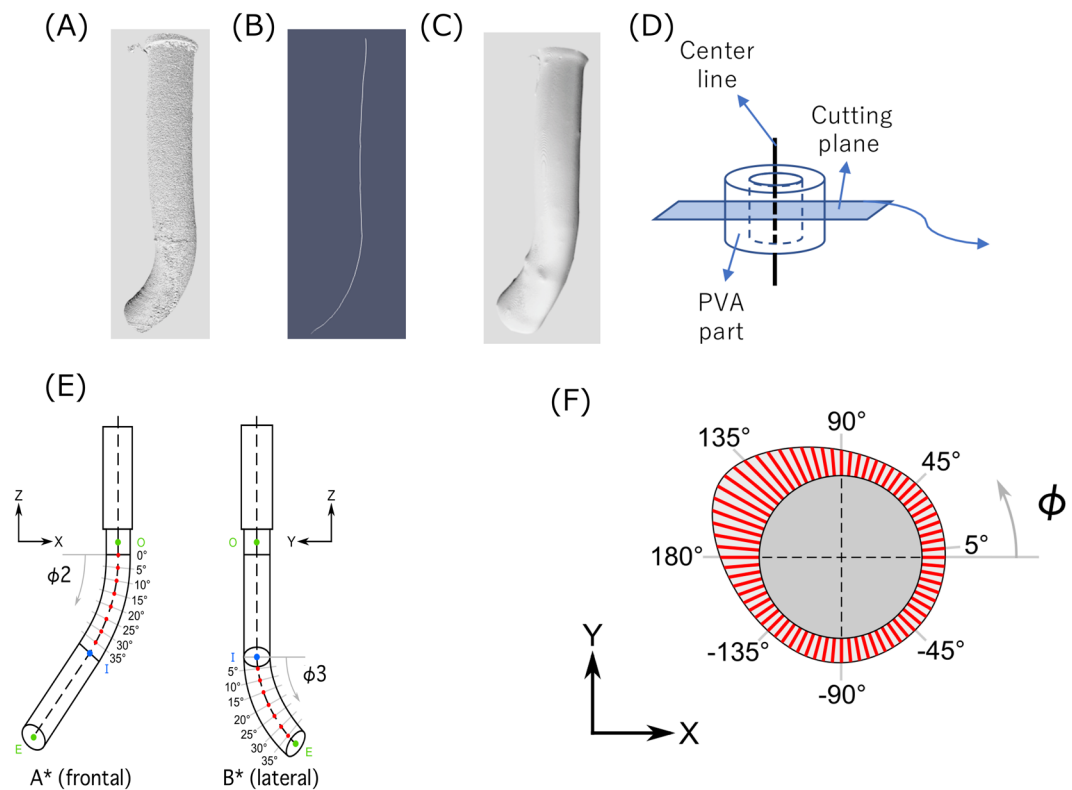 (A)
(B)
(C)
(D)
Center
line
Cutting
plane
PVA
part
(E)
Z
X
O
0°
5°
10°
15°
20°
25°
30°
35°
ϕ2
I
E
A* (frontal)
Z
Y
O
I
ϕ3
5°
10°
15°
20°
25°
30°
35°
E
B* (lateral)
(F)
90°
135°
45°
ϕ
180°
5°
-135°
-45°
-90°
Y
X